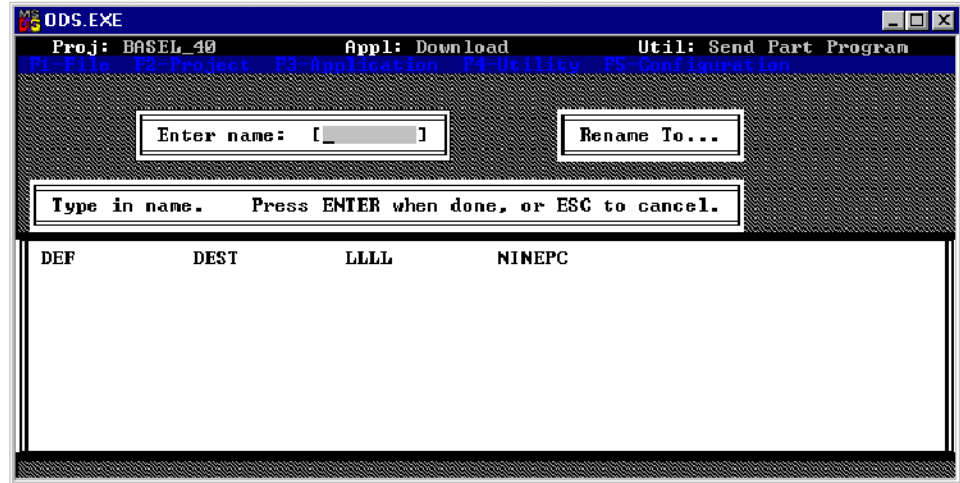 MS DOS ODS.EXE
Proj: BASEL_40 Appl: Download Util: Send Part Program
F1-File F2-Project F3-Application F4-Utility F5-Configuration
Enter name: [_ ] Rename To...
Type in name. Press ENTER when done, or ESC to cancel.
DEF DEST LLLL NINEPC